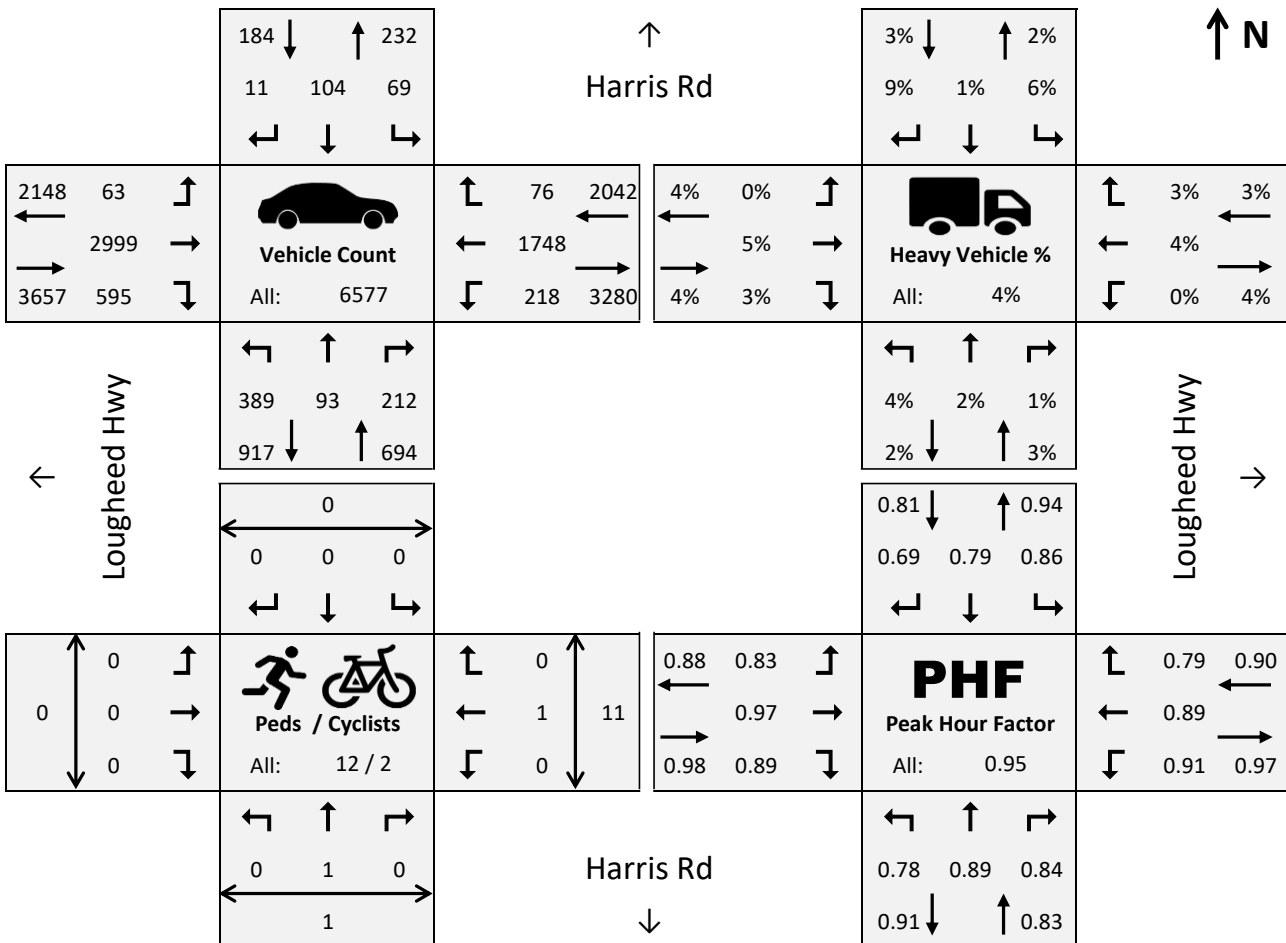 184 232 3% 2% N
Harris Rd
11 104 69 9% 1% 6%
2148 63 76 2042 4% 0% 3% 3%
2999 Vehicle Count 1748 5% Heavy Vehicle % 4%
3657 595 All: 6577 218 3280 4% 3% All: 4% 0% 4%
389 93 212 4% 2% 1%
917 694 2% 3%
Lougheed Hwy
Lougheed Hwy
0 0.81 0.94
0 0 0 0.69 0.79 0.86
0 0 0.88 0.83 PHF 0.79 0.90
0 0 Peds / Cyclists 1 11 0.97 Peak Hour Factor 0.89
0 All: 12 / 2 0 0.98 0.89 All: 0.95 0.91 0.97
0 1 0 Harris Rd 0.78 0.89 0.84
1 0.91 0.83